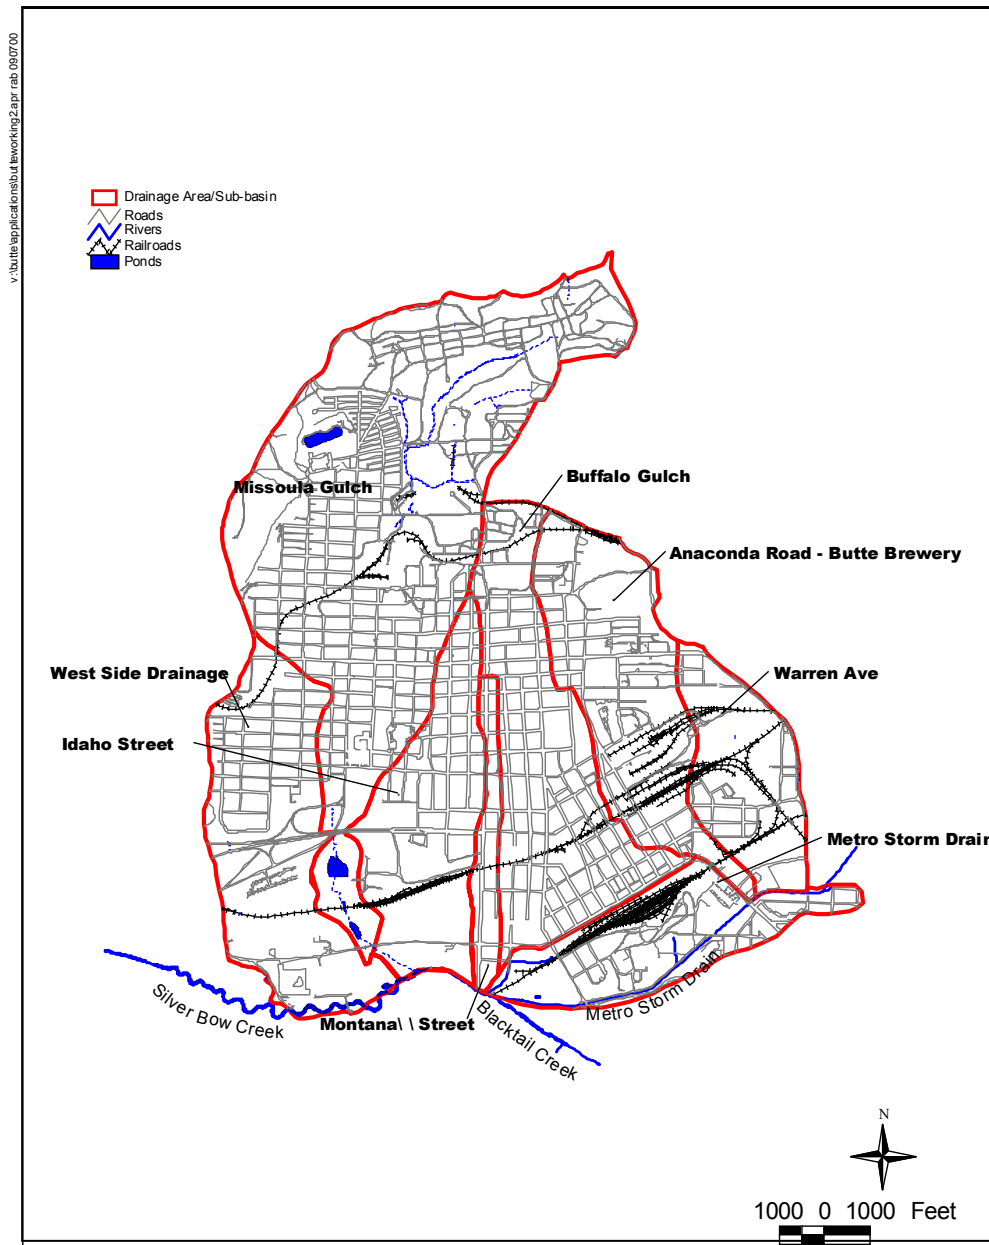 v:\butte\applications\butteworking2.apr rab 090700
Drainage Area/Sub-basin
Roads
Rivers
Railroads
Ponds
Buffalo Gulch
Missoula Gulch
Anaconda Road - Butte Brewery
West Side Drainage
Warren Ave
Idaho Street
Metro Storm Drain
Metro Storm Drain
Silver Bow Creek
Montana\ \ Street
Blacktail Creek
N
1000 0 1000 Feet